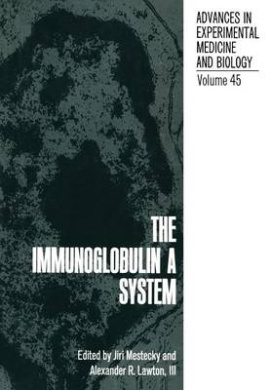 ADVANCES IN
EXPERIMENTAL
MEDICINE
AND BIOLOGY
Volume 45
THE
IMMUNOGLOBULIN A
SYSTEM
Edited by Jiri Mestecky and
Alexander R. Lawton, III